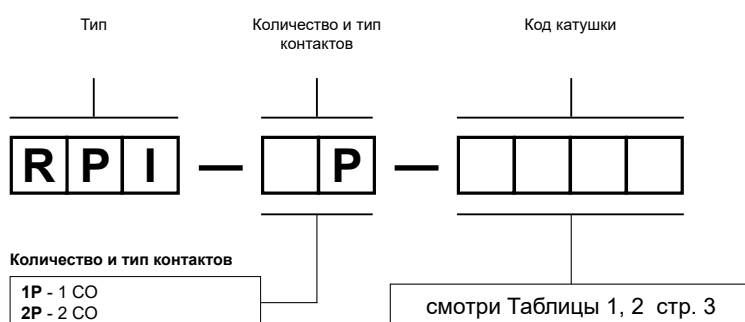 Тип
Количество и тип
контактов
Код катушки
RPI — P —
Количество и тип контактов
1P - 1 CO
2P - 2 CO
смотри Таблицы 1, 2 стр. 3